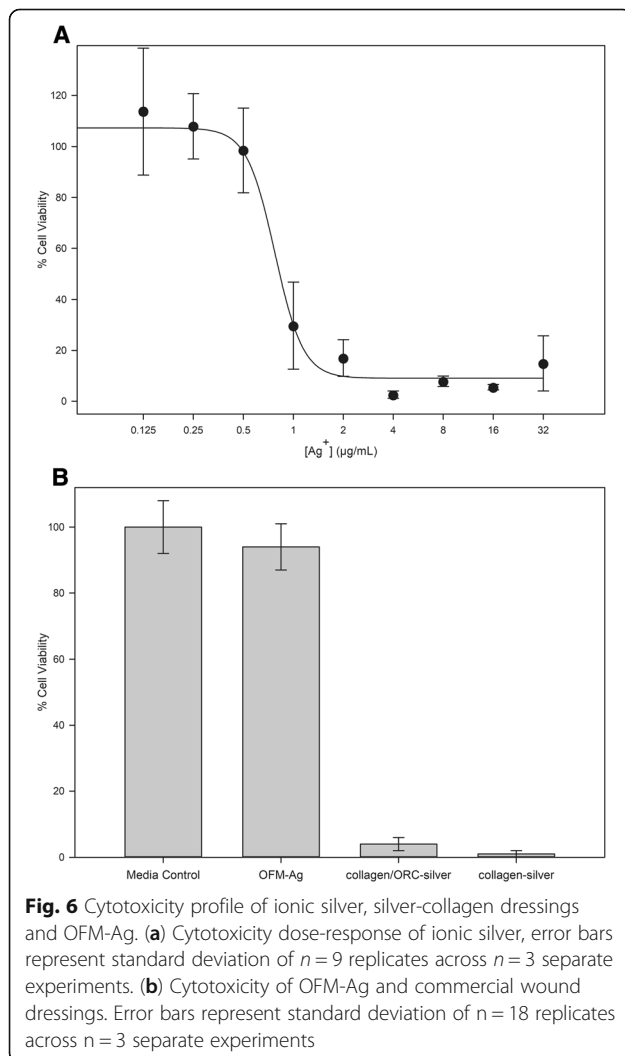 A
120
100
80
60
40
20
0
% Cell Viability
0.125 0.25 0.5 1 2 4 8 16 32
[Ag+] (µg/mL)
B
100
80
60
40
20
0
% Cell Viability
Media Control OFM-Ag collagen/ORC-silver collagen-silver
Fig. 6 Cytotoxicity profile of ionic silver, silver-collagen dressings
and OFM-Ag. (a) Cytotoxicity dose-response of ionic silver, error bars
represent standard deviation of n = 9 replicates across n = 3 separate
experiments. (b) Cytotoxicity of OFM-Ag and commercial wound
dressings. Error bars represent standard deviation of n = 18 replicates
across n = 3 separate experiments